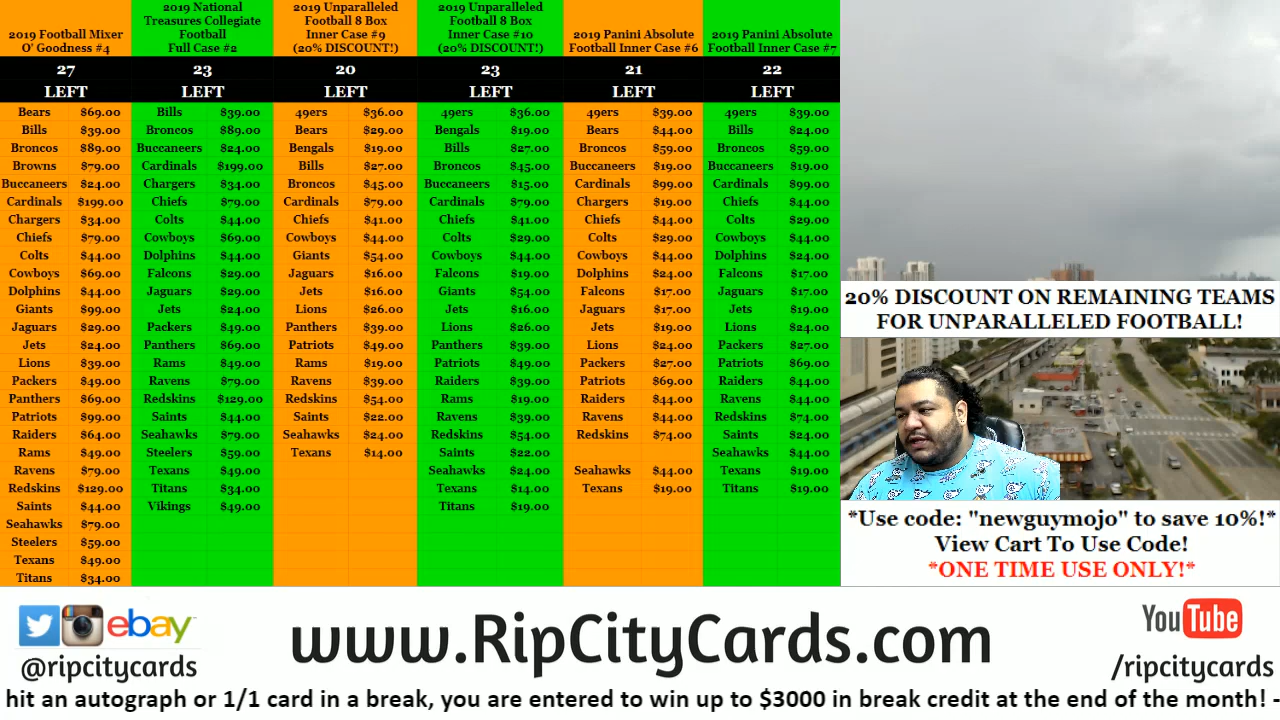 2019 Football Mixer
O' Goodness #4
27
LEFT
Bears $69.00
Bills $39.00
Broncos $89.00
Browns $79.00
Buccaneers $24.00
Cardinals $199.00
Chargers $34.00
Chiefs $79.00
Colts $44.00
Cowboys $69.00
Dolphins $44.00
Giants $99.00
Jaguars $29.00
Jets $24.00
Lions $39.00
Packers $49.00
Panthers $69.00
Patriots $99.00
Raiders $64.00
Rams $49.00
Ravens $79.00
Redskins $129.00
Saints $44.00
Seahawks $79.00
Steelers $59.00
Texans $49.00
Titans $34.00
2019 National
Treasures Collegiate
Football
Full Case #2
23
LEFT
Bills $39.00
Broncos $89.00
Buccaneers $24.00
Cardinals $199.00
Chargers $34.00
Chiefs $79.00
Colts $44.00
Cowboys $69.00
Dolphins $44.00
Falcons $29.00
Jaguars $29.00
Jets $24.00
Packers $49.00
Panthers $69.00
Rams $49.00
Ravens $79.00
Redskins $129.00
Saints $44.00
Seahawks $79.00
Steelers $59.00
Texans $49.00
Titans $34.00
Vikings $49.00
2019 Unparalleled
Football 8 Box
Inner Case #9
(20% DISCOUNT!)
20
LEFT
49ers $36.00
Bears $29.00
Bengals $19.00
Bills $27.00
Broncos $45.00
Cardinals $79.00
Chiefs $41.00
Cowboys $44.00
Giants $54.00
Jaguars $16.00
Jets $16.00
Lions $26.00
Panthers $39.00
Patriots $49.00
Rams $19.00
Ravens $39.00
Redskins $54.00
Saints $22.00
Seahawks $24.00
Texans $14.00
2019 Unparalleled
Football 8 Box
Inner Case #10
(20% DISCOUNT!)
23
LEFT
49ers $36.00
Bengals $19.00
Bills $27.00
Broncos $45.00
Buccaneers $15.00
Cardinals $79.00
Chiefs $41.00
Colts $29.00
Cowboys $44.00
Falcons $19.00
Giants $54.00
Jets $16.00
Lions $26.00
Panthers $39.00
Patriots $49.00
Raiders $39.00
Rams $19.00
Ravens $39.00
Redskins $54.00
Saints $22.00
Seahawks $24.00
Texans $14.00
Titans $19.00
2019 Panini Absolute
Football Inner Case #6
21
LEFT
49ers $39.00
Bears $44.00
Broncos $59.00
Buccaneers $19.00
Cardinals $99.00
Chargers $19.00
Chiefs $44.00
Colts $29.00
Cowboys $44.00
Dolphins $24.00
Falcons $17.00
Jaguars $17.00
Jets $19.00
Lions $24.00
Packers $27.00
Patriots $69.00
Raiders $44.00
Ravens $44.00
Redskins $74.00
Seahawks $44.00
Texans $19.00
2019 Panini Absolute
Football Inner Case #7
22
LEFT
49ers $39.00
Bills $24.00
Broncos $59.00
Buccaneers $19.00
Cardinals $99.00
Chiefs $44.00
Colts $29.00
Cowboys $44.00
Dolphins $24.00
Falcons $17.00
Jaguars $17.00
Jets $19.00
Lions $24.00
Packers $27.00
Patriots $69.00
Raiders $44.00
Ravens $44.00
Redskins $74.00
Saints $24.00
Seahawks $44.00
Texans $19.00
Titans $19.00
20% DISCOUNT ON REMAINING TEAMS
FOR UNPARALLELED FOOTBALL!
*Use code: "newguymojo" to save 10%!*
View Cart To Use Code!
*ONE TIME USE ONLY!*
ebay
@ripcitycards
www.RipCityCards.com
YouTube
/ripcitycards
hit an autograph or 1/1 card in a break, you are entered to win up to $3000 in break credit at the end of the month! -